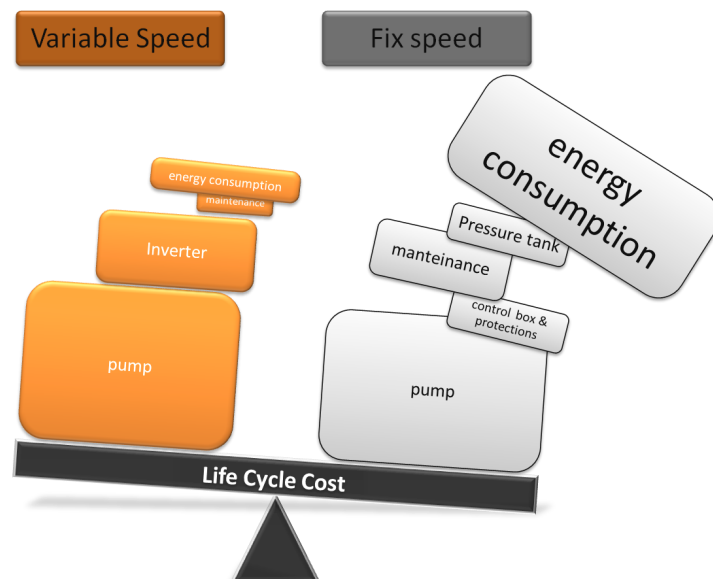 Variable Speed
Fix speed
energy consumption
maintenance
Inverter
pump
energy
consumption
Pressure tank
manteinance
control box &
protections
pump
Life Cycle Cost